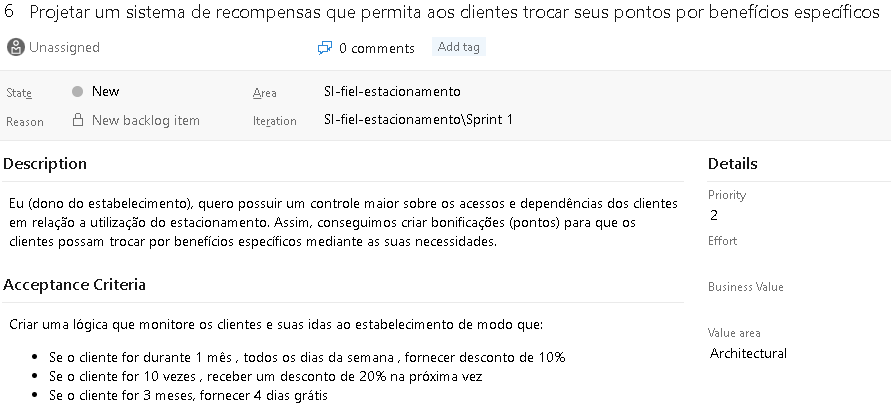 6 Projetar um sistema de recompensas que permita aos clientes trocar seus pontos por benefícios específicos
Unassigned
0 comments
Add tag
State
New
Area
SI-fiel-estacionamento
Reason
New backlog item
Iteration
SI-fiel-estacionamento\Sprint 1
Description
Eu (dono do estabelecimento), quero possuir um controle maior sobre os acessos e dependências dos clientes
em relação a utilização do estacionamento. Assim, conseguimos criar bonificações (pontos) para que os
clientes possam trocar por benefícios específicos mediante as suas necessidades.
Acceptance Criteria
Criar uma lógica que monitore os clientes e suas idas ao estabelecimento de modo que:
• Se o cliente for durante 1 mês , todos os dias da semana , fornecer desconto de 10%
• Se o cliente for 10 vezes , receber um desconto de 20% na próxima vez
• Se o cliente for 3 meses, fornecer 4 dias grátis
Details
Priority
2
Effort
Business Value
Value area
Architectural